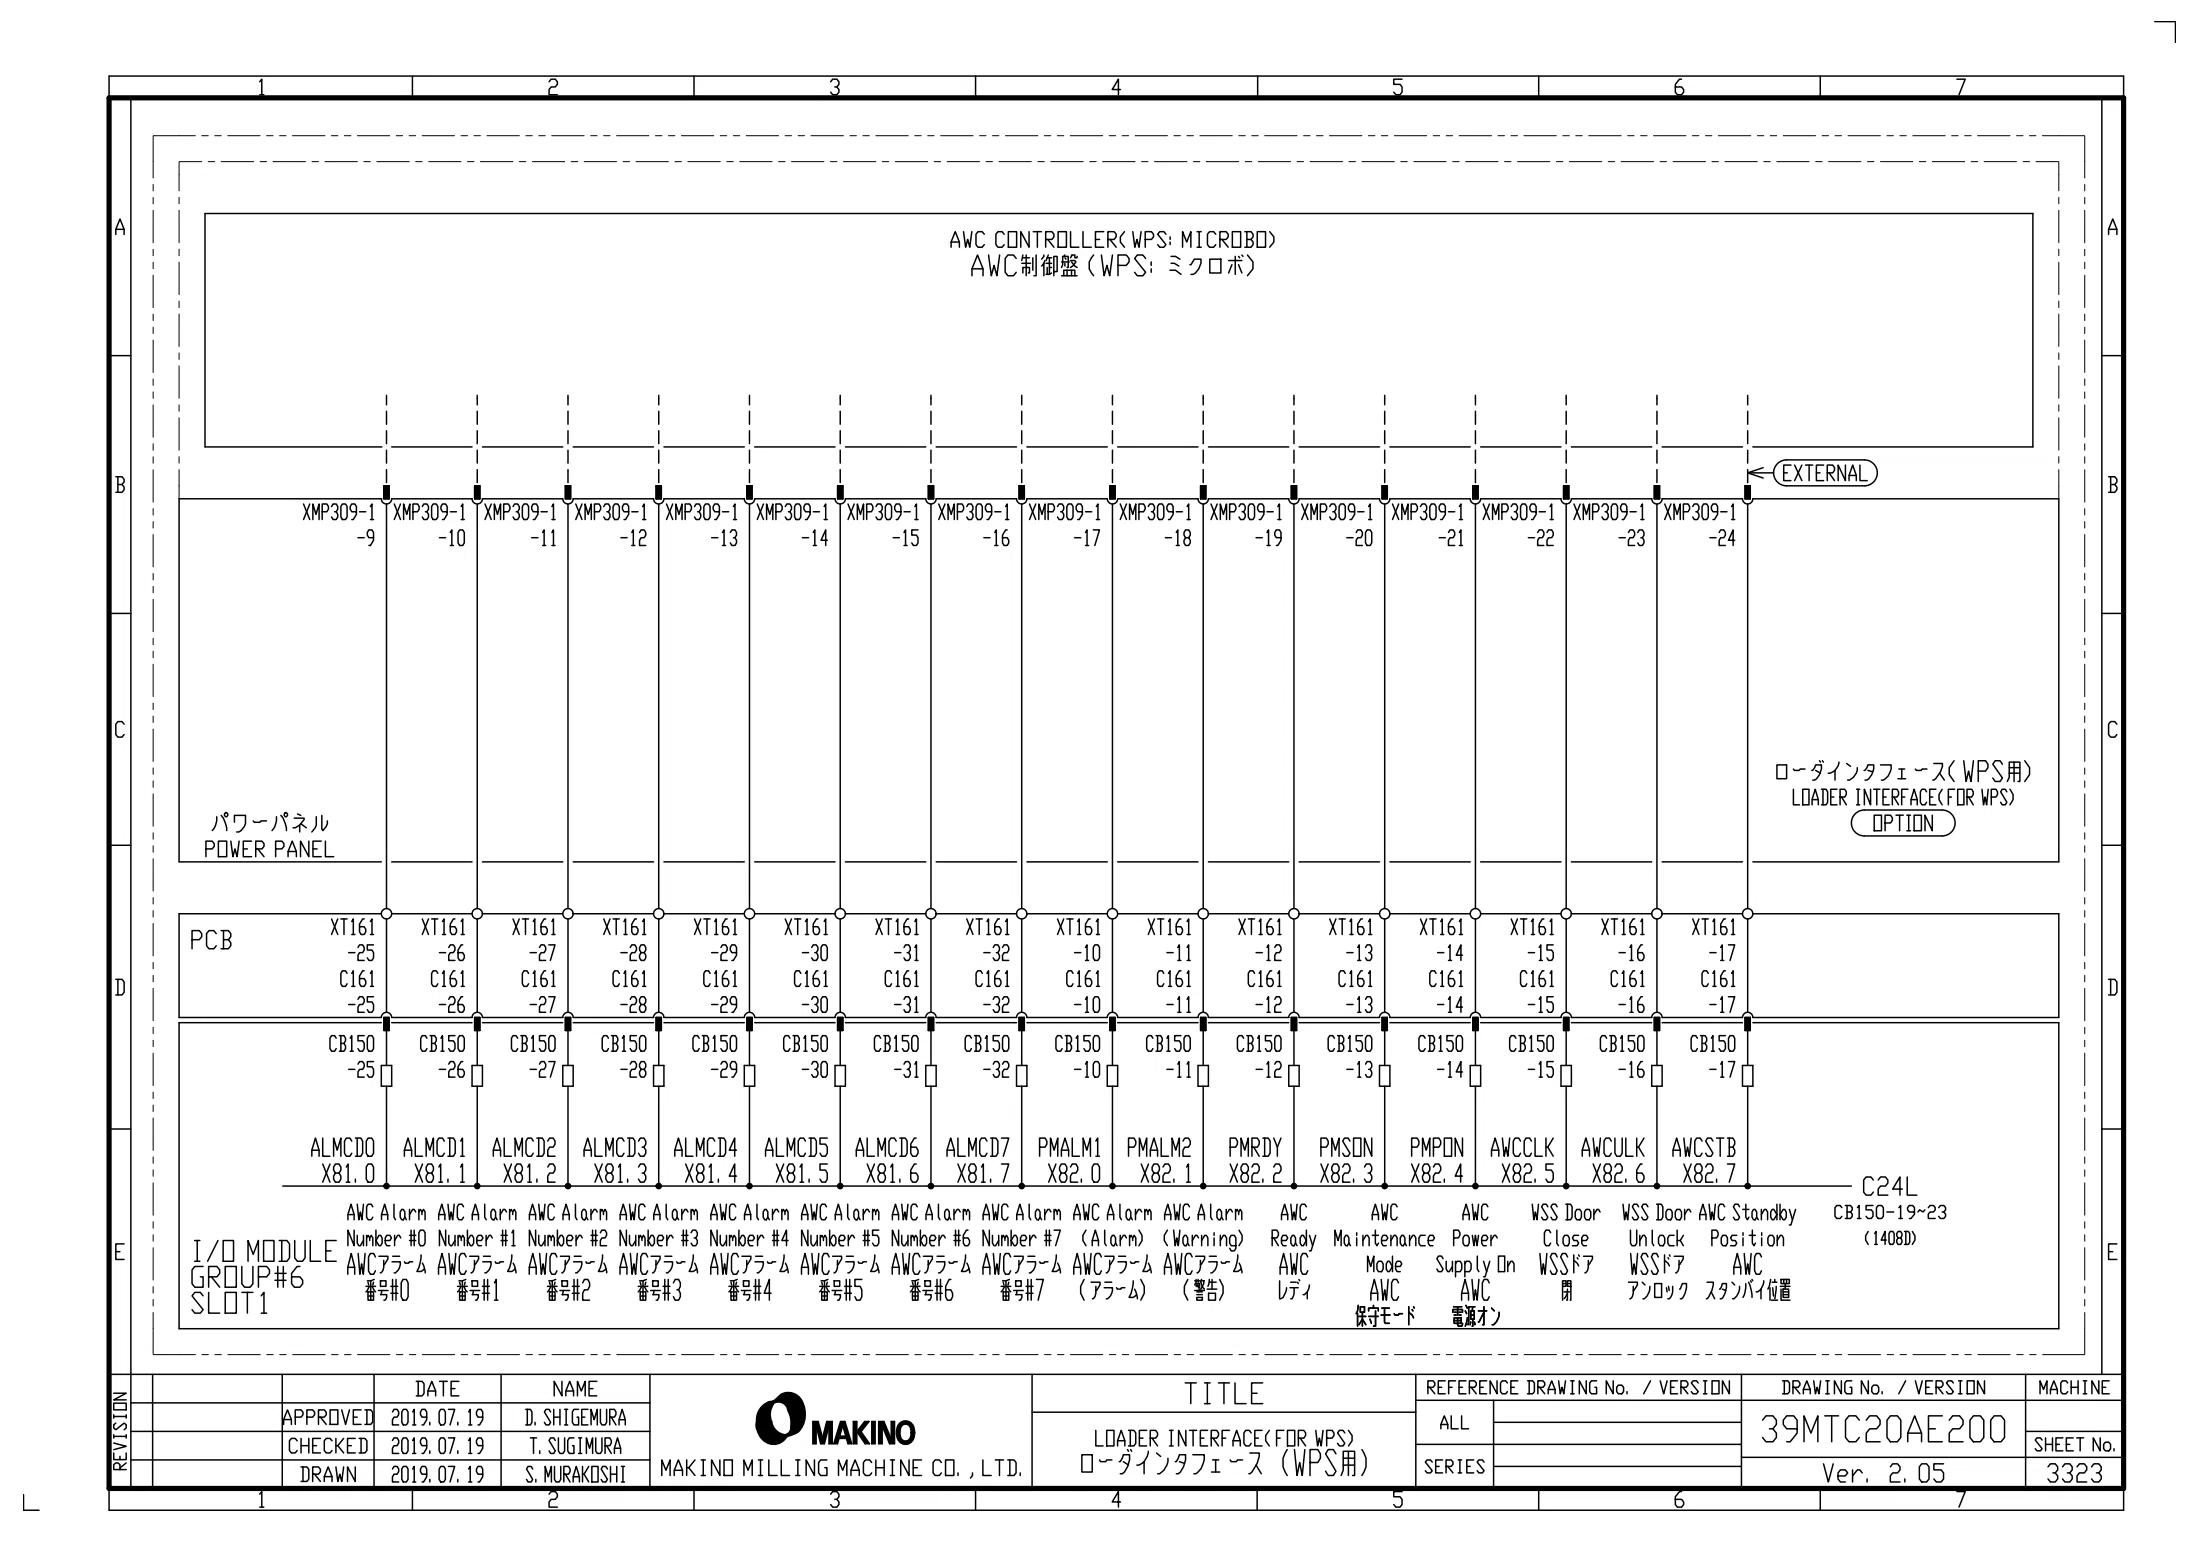 1 2 3 4 5 6 7
A A
AWC CONTROLLER(WPS: MICROBO)
AWC制御盤(WPS: ミクロボ)
EXTERNAL
B B
XMP309-1 XMP309-1 XMP309-1 XMP309-1 XMP309-1 XMP309-1 XMP309-1 XMP309-1 XMP309-1 XMP309-1 XMP309-1 XMP309-1 XMP309-1 XMP309-1 XMP309-1 XMP309-1
-9 -10 -11 -12 -13 -14 -15 -16 -17 -18 -19 -20 -21 -22 -23 -24
C C
ローダインタフェース(WPS用)
LOADER INTERFACE(FOR WPS)
OPTION
パワーパネル
POWER PANEL
PCB
XT161 XT161 XT161 XT161 XT161 XT161 XT161 XT161 XT161 XT161 XT161 XT161 XT161 XT161 XT161 XT161
-25 -26 -27 -28 -29 -30 -31 -32 -10 -11 -12 -13 -14 -15 -16 -17
C161 C161 C161 C161 C161 C161 C161 C161 C161 C161 C161 C161 C161 C161 C161 C161
D D
-25 -26 -27 -28 -29 -30 -31 -32 -10 -11 -12 -13 -14 -15 -16 -17
CB150 CB150 CB150 CB150 CB150 CB150 CB150 CB150 CB150 CB150 CB150 CB150 CB150 CB150 CB150 CB150
-25 -26 -27 -28 -29 -30 -31 -32 -10 -11 -12 -13 -14 -15 -16 -17
ALMCD0 ALMCD1 ALMCD2 ALMCD3 ALMCD4 ALMCD5 ALMCD6 ALMCD7 PMALM1 PMALM2 PMRDY PMSON PMPON AWCCLK AWCULK AWCSTB
X81.0 X81.1 X81.2 X81.3 X81.4 X81.5 X81.6 X81.7 X82.0 X82.1 X82.2 X82.3 X82.4 X82.5 X82.6 X82.7
C24L
AWC Alarm AWC Alarm AWC Alarm AWC Alarm AWC Alarm AWC Alarm AWC Alarm AWC Alarm AWC Alarm AWC Alarm AWC AWC AWC WSS Door WSS Door AWC Standby CB150-19~23
Number #0 Number #1 Number #2 Number #3 Number #4 Number #5 Number #6 Number #7 (Alarm) (Warning) Ready Maintenance Power Close Unlock Position (1408D)
E E
I/O MODULE
GROUP#6
SLOT1
AWCアラーム AWCアラーム AWCアラーム AWCアラーム AWCアラーム AWCアラーム AWCアラーム AWCアラーム AWCアラーム AWCアラーム AWC Mode Supply On WSSドア WSSドア AWC
番号#0 番号#1 番号#2 番号#3 番号#4 番号#5 番号#6 番号#7 (アラーム) (警告) レディ AWC AWC 閉 アンロック スタンバイ位置
保守モード 電源オン
REVISION
DATE NAME
APPROVED 2019.07.19 D. SHIGEMURA
CHECKED 2019.07.19 T. SUGIMURA
DRAWN 2019.07.19 S. MURAKOSHI
MAKINO
MAKINO MILLING MACHINE CO.,LTD.
TITLE
LOADER INTERFACE(FOR WPS)
ローダインタフェース (WPS用)
REFERENCE DRAWING No. / VERSION
ALL
SERIES
DRAWING No. / VERSION
39MTC20AE200
Ver. 2.05
MACHINE
SHEET No.
3323
1 2 3 4 5 6 7